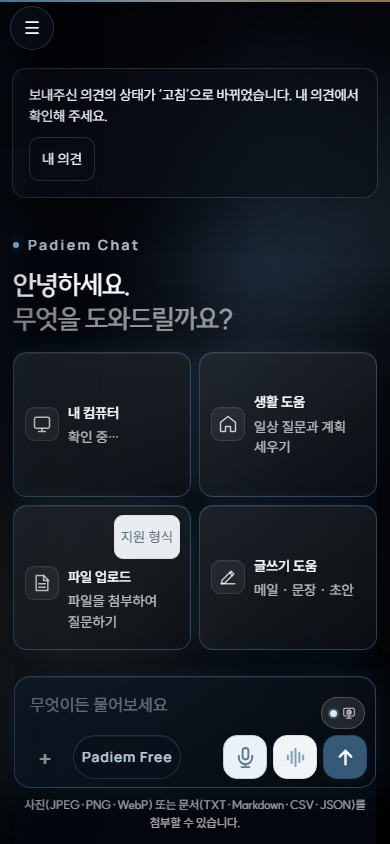 보내주신 의견의 상태가 ‘고침’으로 바뀌었습니다. 내 의견에서
확인해 주세요.
내 의견
Padiem Chat
안녕하세요.
무엇을 도와드릴까요?
내 컴퓨터
확인 중…
생활 도움
일상 질문과 계획
세우기
지원 형식
파일 업로드
파일을 첨부하여
질문하기
글쓰기 도움
메일 · 문장 · 초안
무엇이든 물어보세요
Padiem Free
사진(JPEG·PNG·WebP) 또는 문서(TXT·Markdown·CSV·JSON)를
첨부할 수 있습니다.